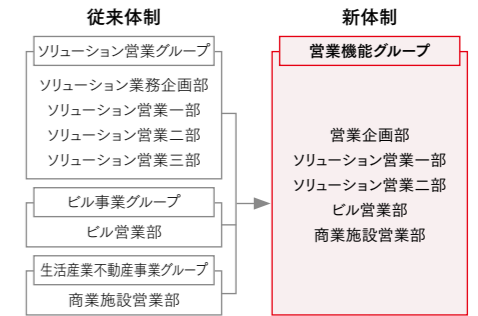 従来体制
ソリューション営業グループ
ソリューション業務企画部
ソリューション営業一部
ソリューション営業二部
ソリューション営業三部
ビル事業グループ
ビル営業部
生活産業不動産事業グループ
商業施設営業部
新体制
営業機能グループ
営業企画部
ソリューション営業一部
ソリューション営業二部
ビル営業部
商業施設営業部